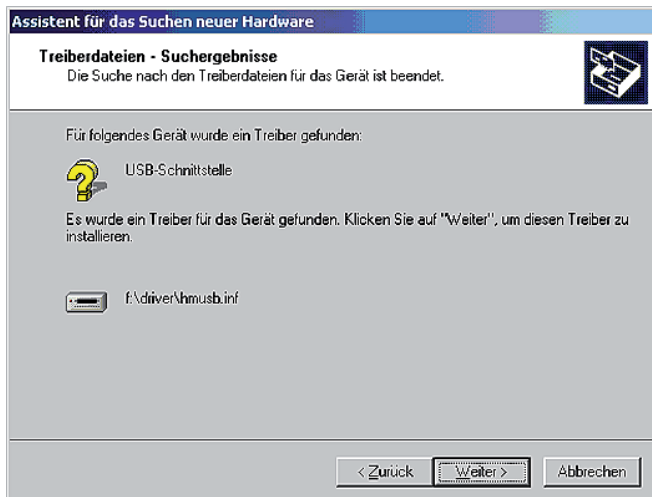 Assistent für das Suchen neuer Hardware
Treiberdateien - Suchergebnisse
Die Suche nach den Treiberdateien für das Gerät ist beendet.
Für folgendes Gerät wurde ein Treiber gefunden:
USB-Schnittstelle
Es wurde ein Treiber für das Gerät gefunden. Klicken Sie auf "Weiter", um diesen Treiber zu
installieren.
f:\driver\hmusb.inf
< Zurück
Weiter >
Abbrechen